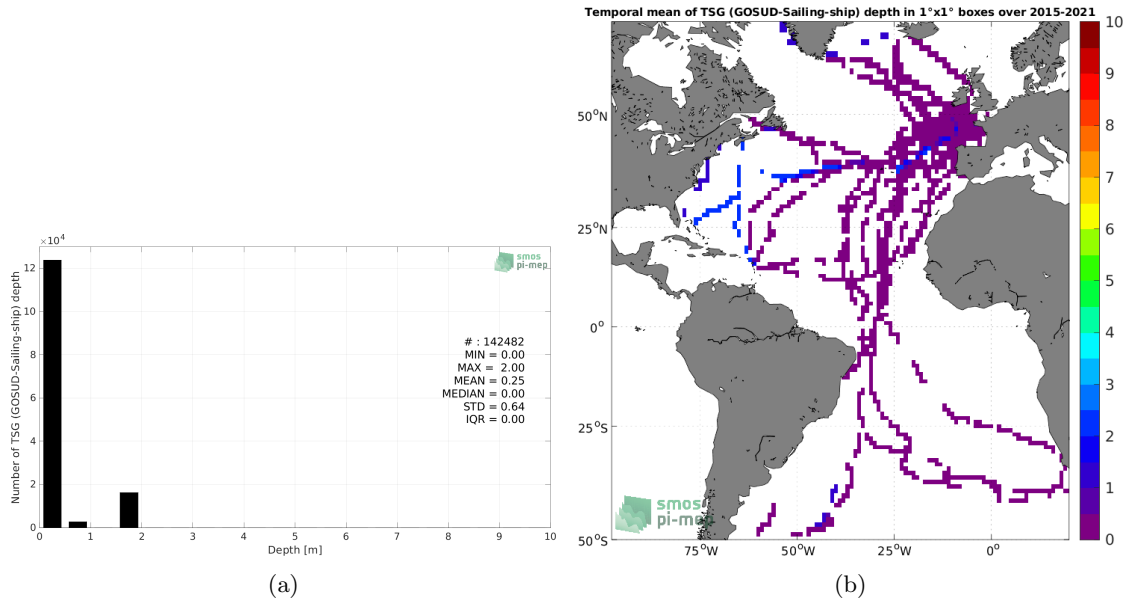 ×10⁴
12
10
8
6
4
2
0
Number of TSG (GOSUD-Sailing-ship) depth
smos
pi-mep
# : 142482
MIN = 0.00
MAX = 2.00
MEAN = 0.25
MEDIAN = 0.00
STD = 0.64
IQR = 0.00
0 1 2 3 4 5 6 7 8 9 10
Depth [m]
(a)
Temporal mean of TSG (GOSUD-Sailing-ship) depth in 1°x1° boxes over 2015-2021
50°N
25°N
0°
25°S
50°S
75°W 50°W 25°W 0°
smos
pi-mep
10
9
8
7
6
5
4
3
2
1
0
(b)